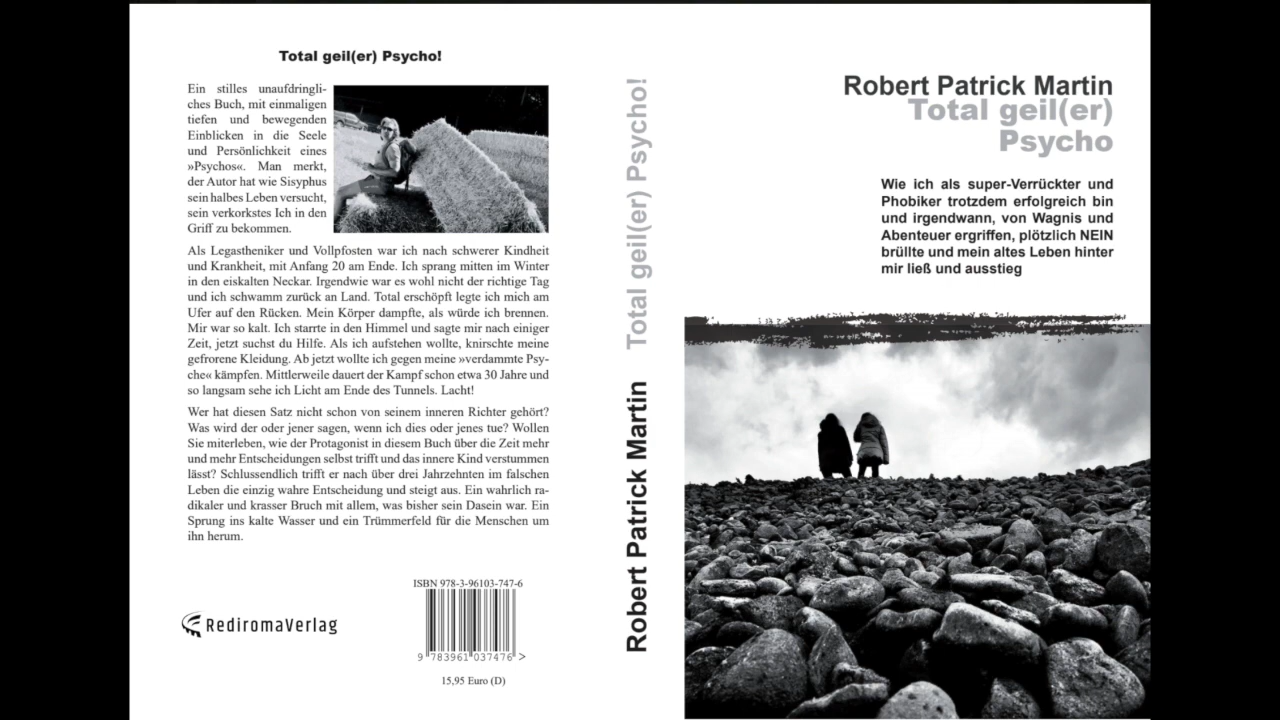 Total geil(er) Psycho!
Ein stilles unaufdringli-
ches Buch, mit einmaligen
tiefen und bewegenden
Einblicken in die Seele
und Persönlichkeit eines
»Psychos«. Man merkt,
der Autor hat wie Sisyphus
sein halbes Leben versucht,
sein verkorkstes Ich in den
Griff zu bekommen.
Als Legastheniker und Vollpfosten war ich nach schwerer Kindheit
und Krankheit, mit Anfang 20 am Ende. Ich sprang mitten im Winter
in den eiskalten Neckar. Irgendwie war es wohl nicht der richtige Tag
und ich schwamm zurück an Land. Total erschöpft legte ich mich am
Ufer auf den Rücken. Mein Körper dampfte, als würde ich brennen.
Mir war so kalt. Ich starrte in den Himmel und sagte mir nach einiger
Zeit, jetzt suchst du Hilfe. Als ich aufstehen wollte, knirschte meine
gefrorene Kleidung. Ab jetzt wollte ich gegen meine »verdammte Psy-
che« kämpfen. Mittlerweile dauert der Kampf schon etwa 30 Jahre und
so langsam sehe ich Licht am Ende des Tunnels. Lacht!
Wer hat diesen Satz nicht schon von seinem inneren Richter gehört?
Was wird der oder jener sagen, wenn ich dies oder jenes tue? Wollen
Sie miterleben, wie der Protagonist in diesem Buch über die Zeit mehr
und mehr Entscheidungen selbst trifft und das innere Kind verstummen
lässt? Schlussendlich trifft er nach über drei Jahrzehnten im falschen
Leben die einzig wahre Entscheidung und steigt aus. Ein wahrlich ra-
dikaler und krasser Bruch mit allem, was bisher sein Dasein war. Ein
Sprung ins kalte Wasser und ein Trümmerfeld für die Menschen um
ihn herum.
RediromaVerlag
ISBN 978-3-96103-747-6
9 783961 037476 >
15,95 Euro (D)
Robert Patrick Martin Total geil(er) Psycho!
Robert Patrick Martin
Total geil(er)
Psycho
Wie ich als super-Verrückter und
Phobiker trotzdem erfolgreich bin
und irgendwann, von Wagnis und
Abenteuer ergriffen, plötzlich NEIN
brüllte und mein altes Leben hinter
mir ließ und ausstieg